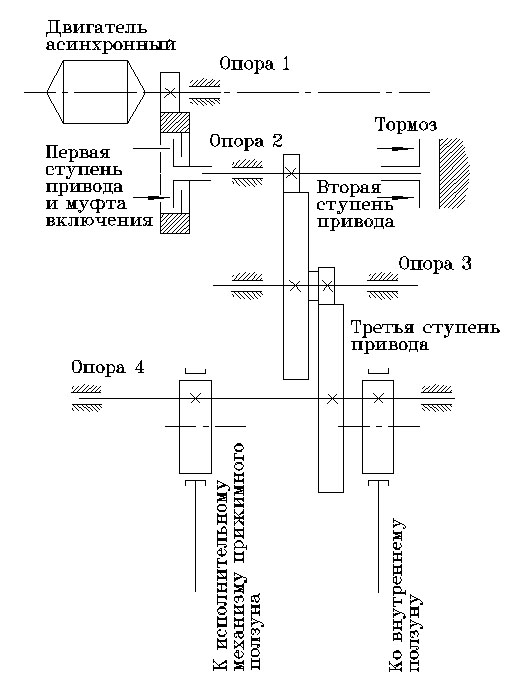 Двигатель
асинхронный
Опора 1
Опора 2
Тормоз
Первая
ступень
привода
и муфта
включения
Вторая
ступень
привода
Опора 3
Третья ступень
привода
Опора 4
К исполнительному
механизму прижимного
ползуна
Ко внутреннему
ползуну